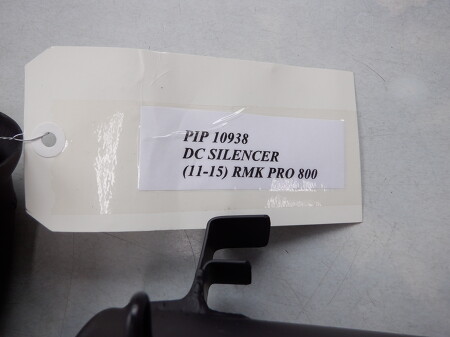 PIP 10938
DC SILENCER
(11-15) RMK PRO 800